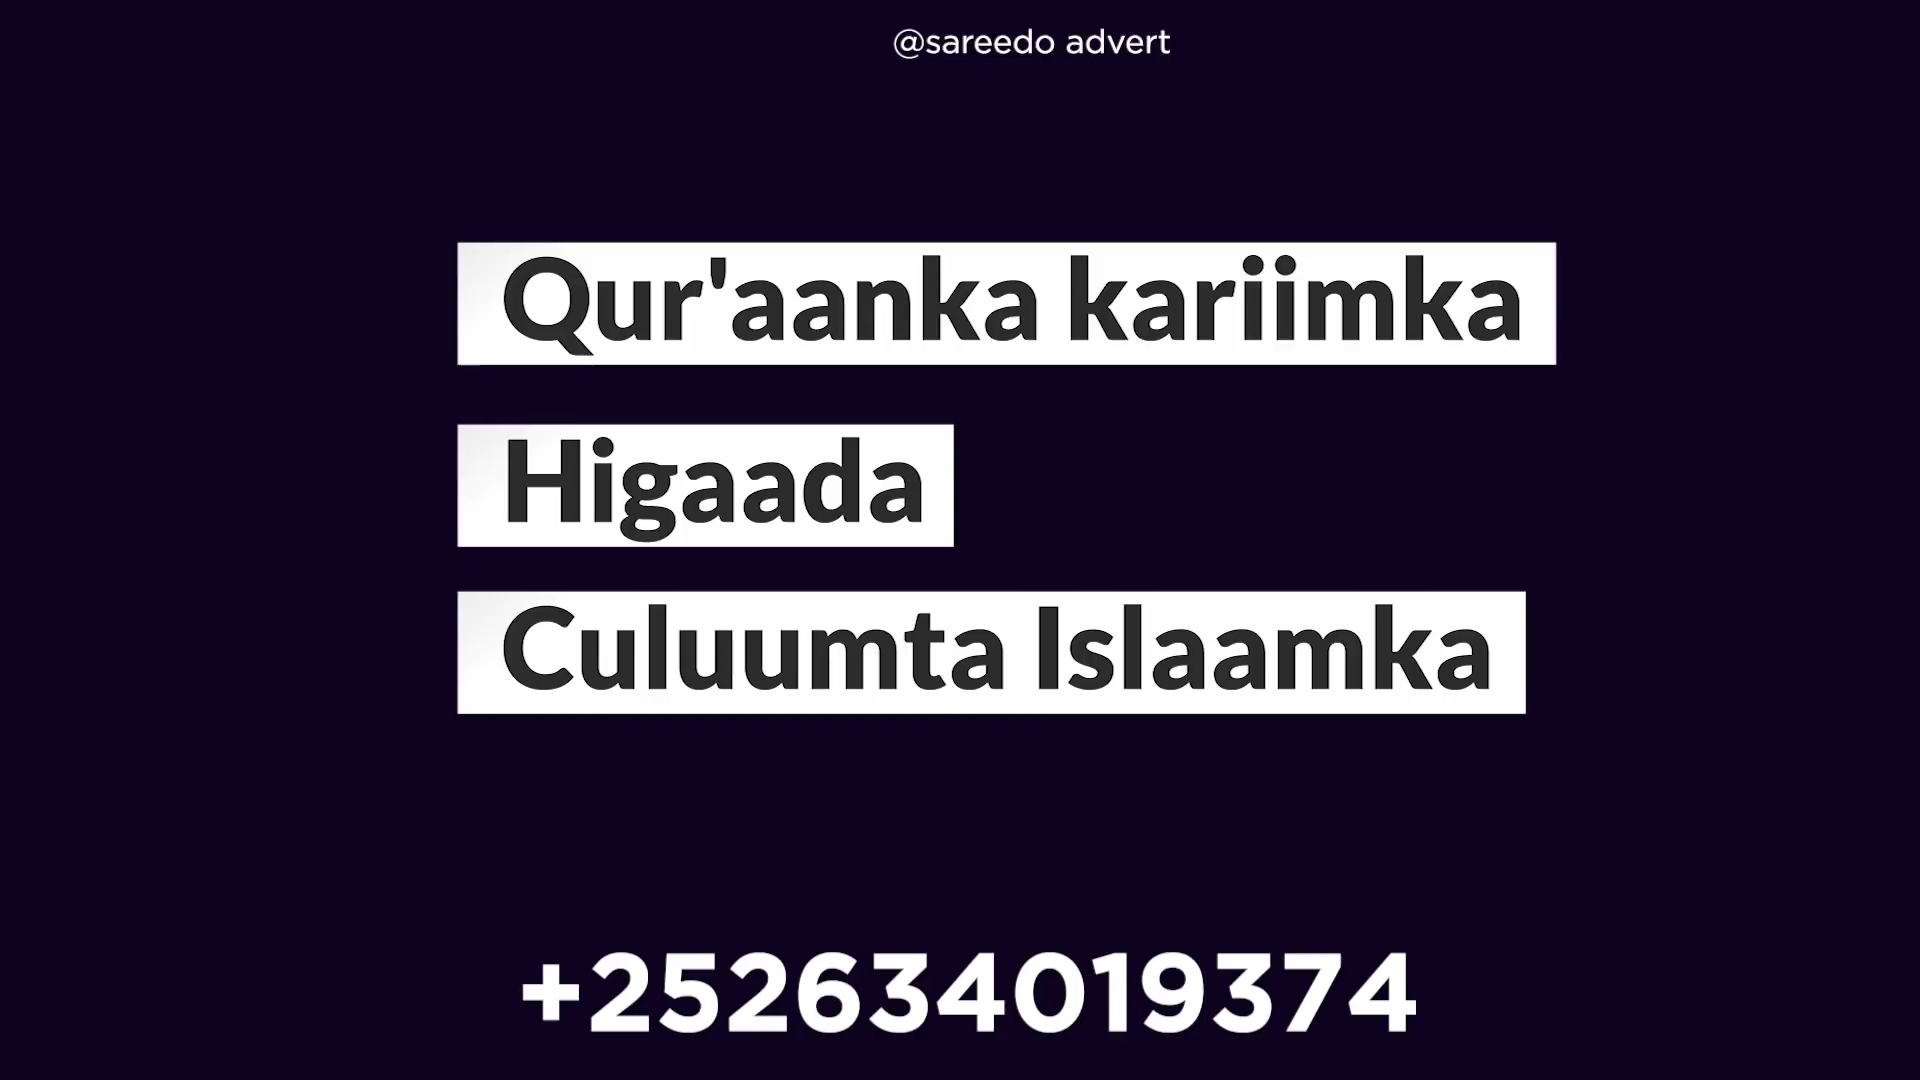 @sareedo advert
Qur'aanka kariimka
Higaada
Culuumta Islaamka
+252634019374